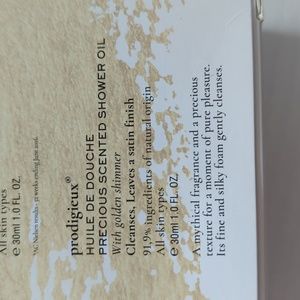 All skin types
℮ 30ml 1.0 FL. OZ.
prodigieux®
HUILE DE DOUCHE
PRECIOUS SCENTED SHOWER OIL
With golden shimmer
Cleanses. Leaves a satin finish
91,9% ingredients of natural origin
All skin types
℮ 30ml 1.0 FL. OZ.
A mythical fragrance and a precious
texture for a moment of pure pleasure.
Its fine and silky foam gently cleanses.